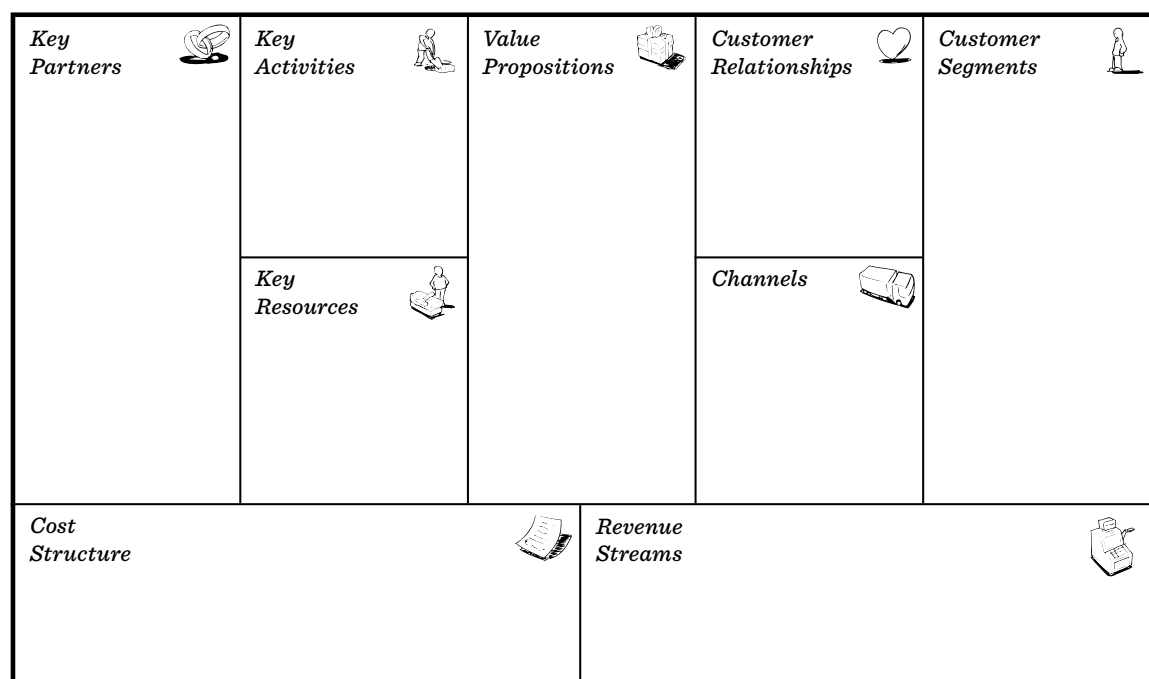 Key
Partners
Key
Activities
Key
Resources
Value
Propositions
Customer
Relationships
Channels
Customer
Segments
Cost
Structure
Revenue
Streams